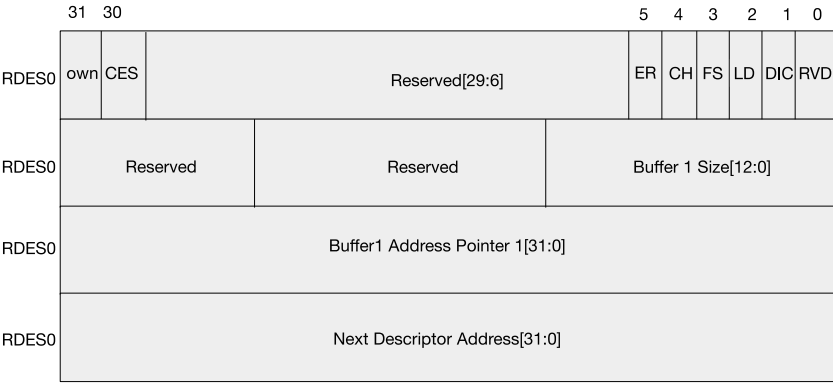 31 30 5 4 3 2 1 0
RDES0 own CES Reserved[29:6] ER CH FS LD DIC RVD
RDES0 Reserved Reserved Buffer 1 Size[12:0]
RDES0 Buffer1 Address Pointer 1[31:0]
RDES0 Next Descriptor Address[31:0]